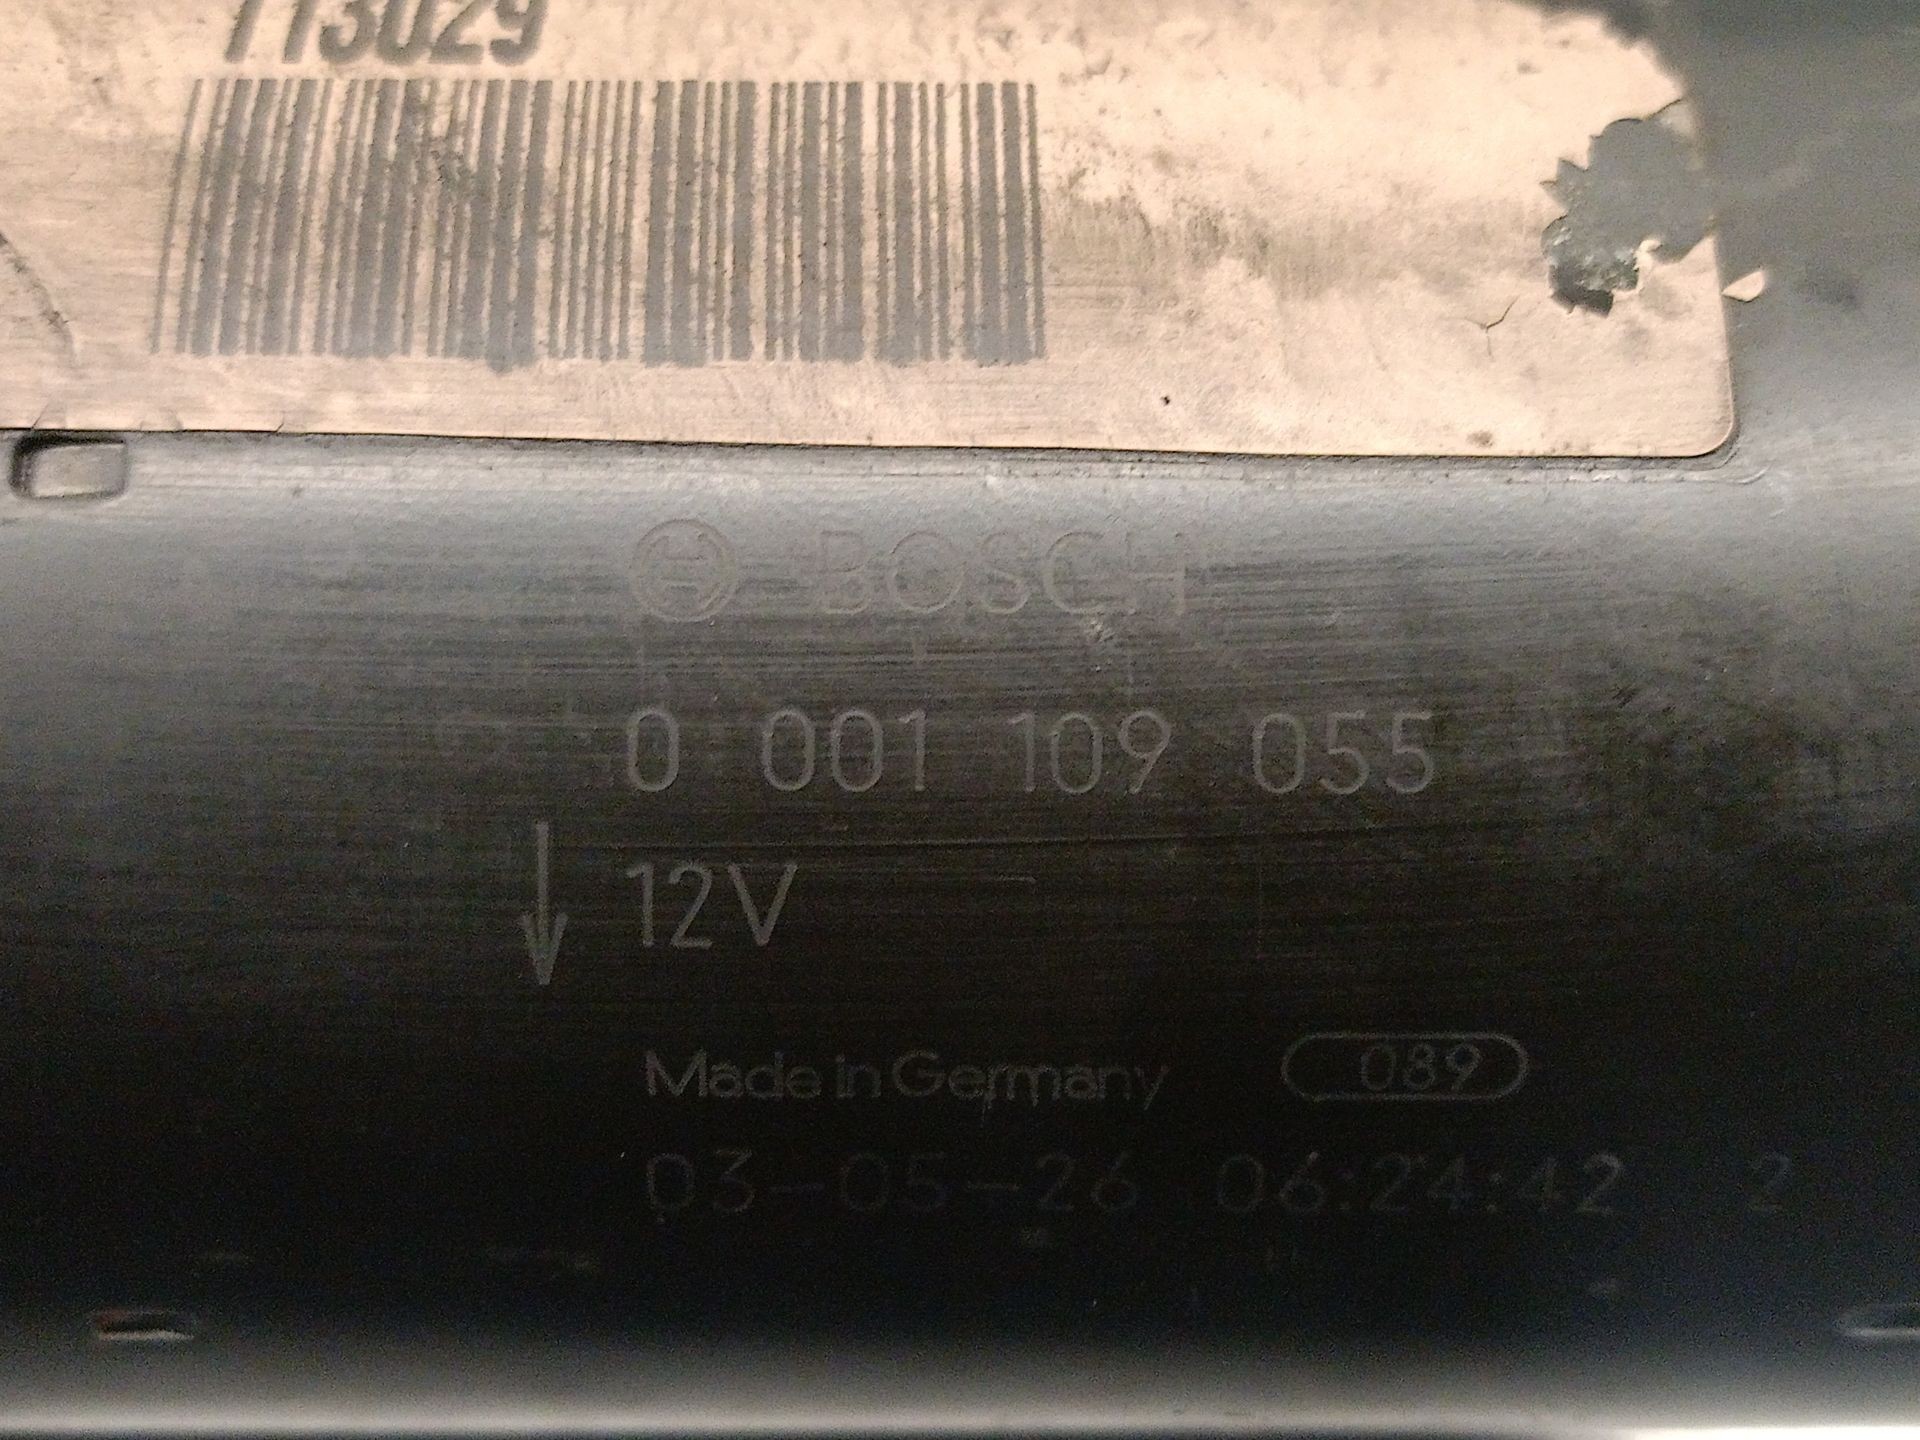 113029
BOSCH
0 001 109 055
12V
Made in Germany 089
03-05-26 06:24:42 2